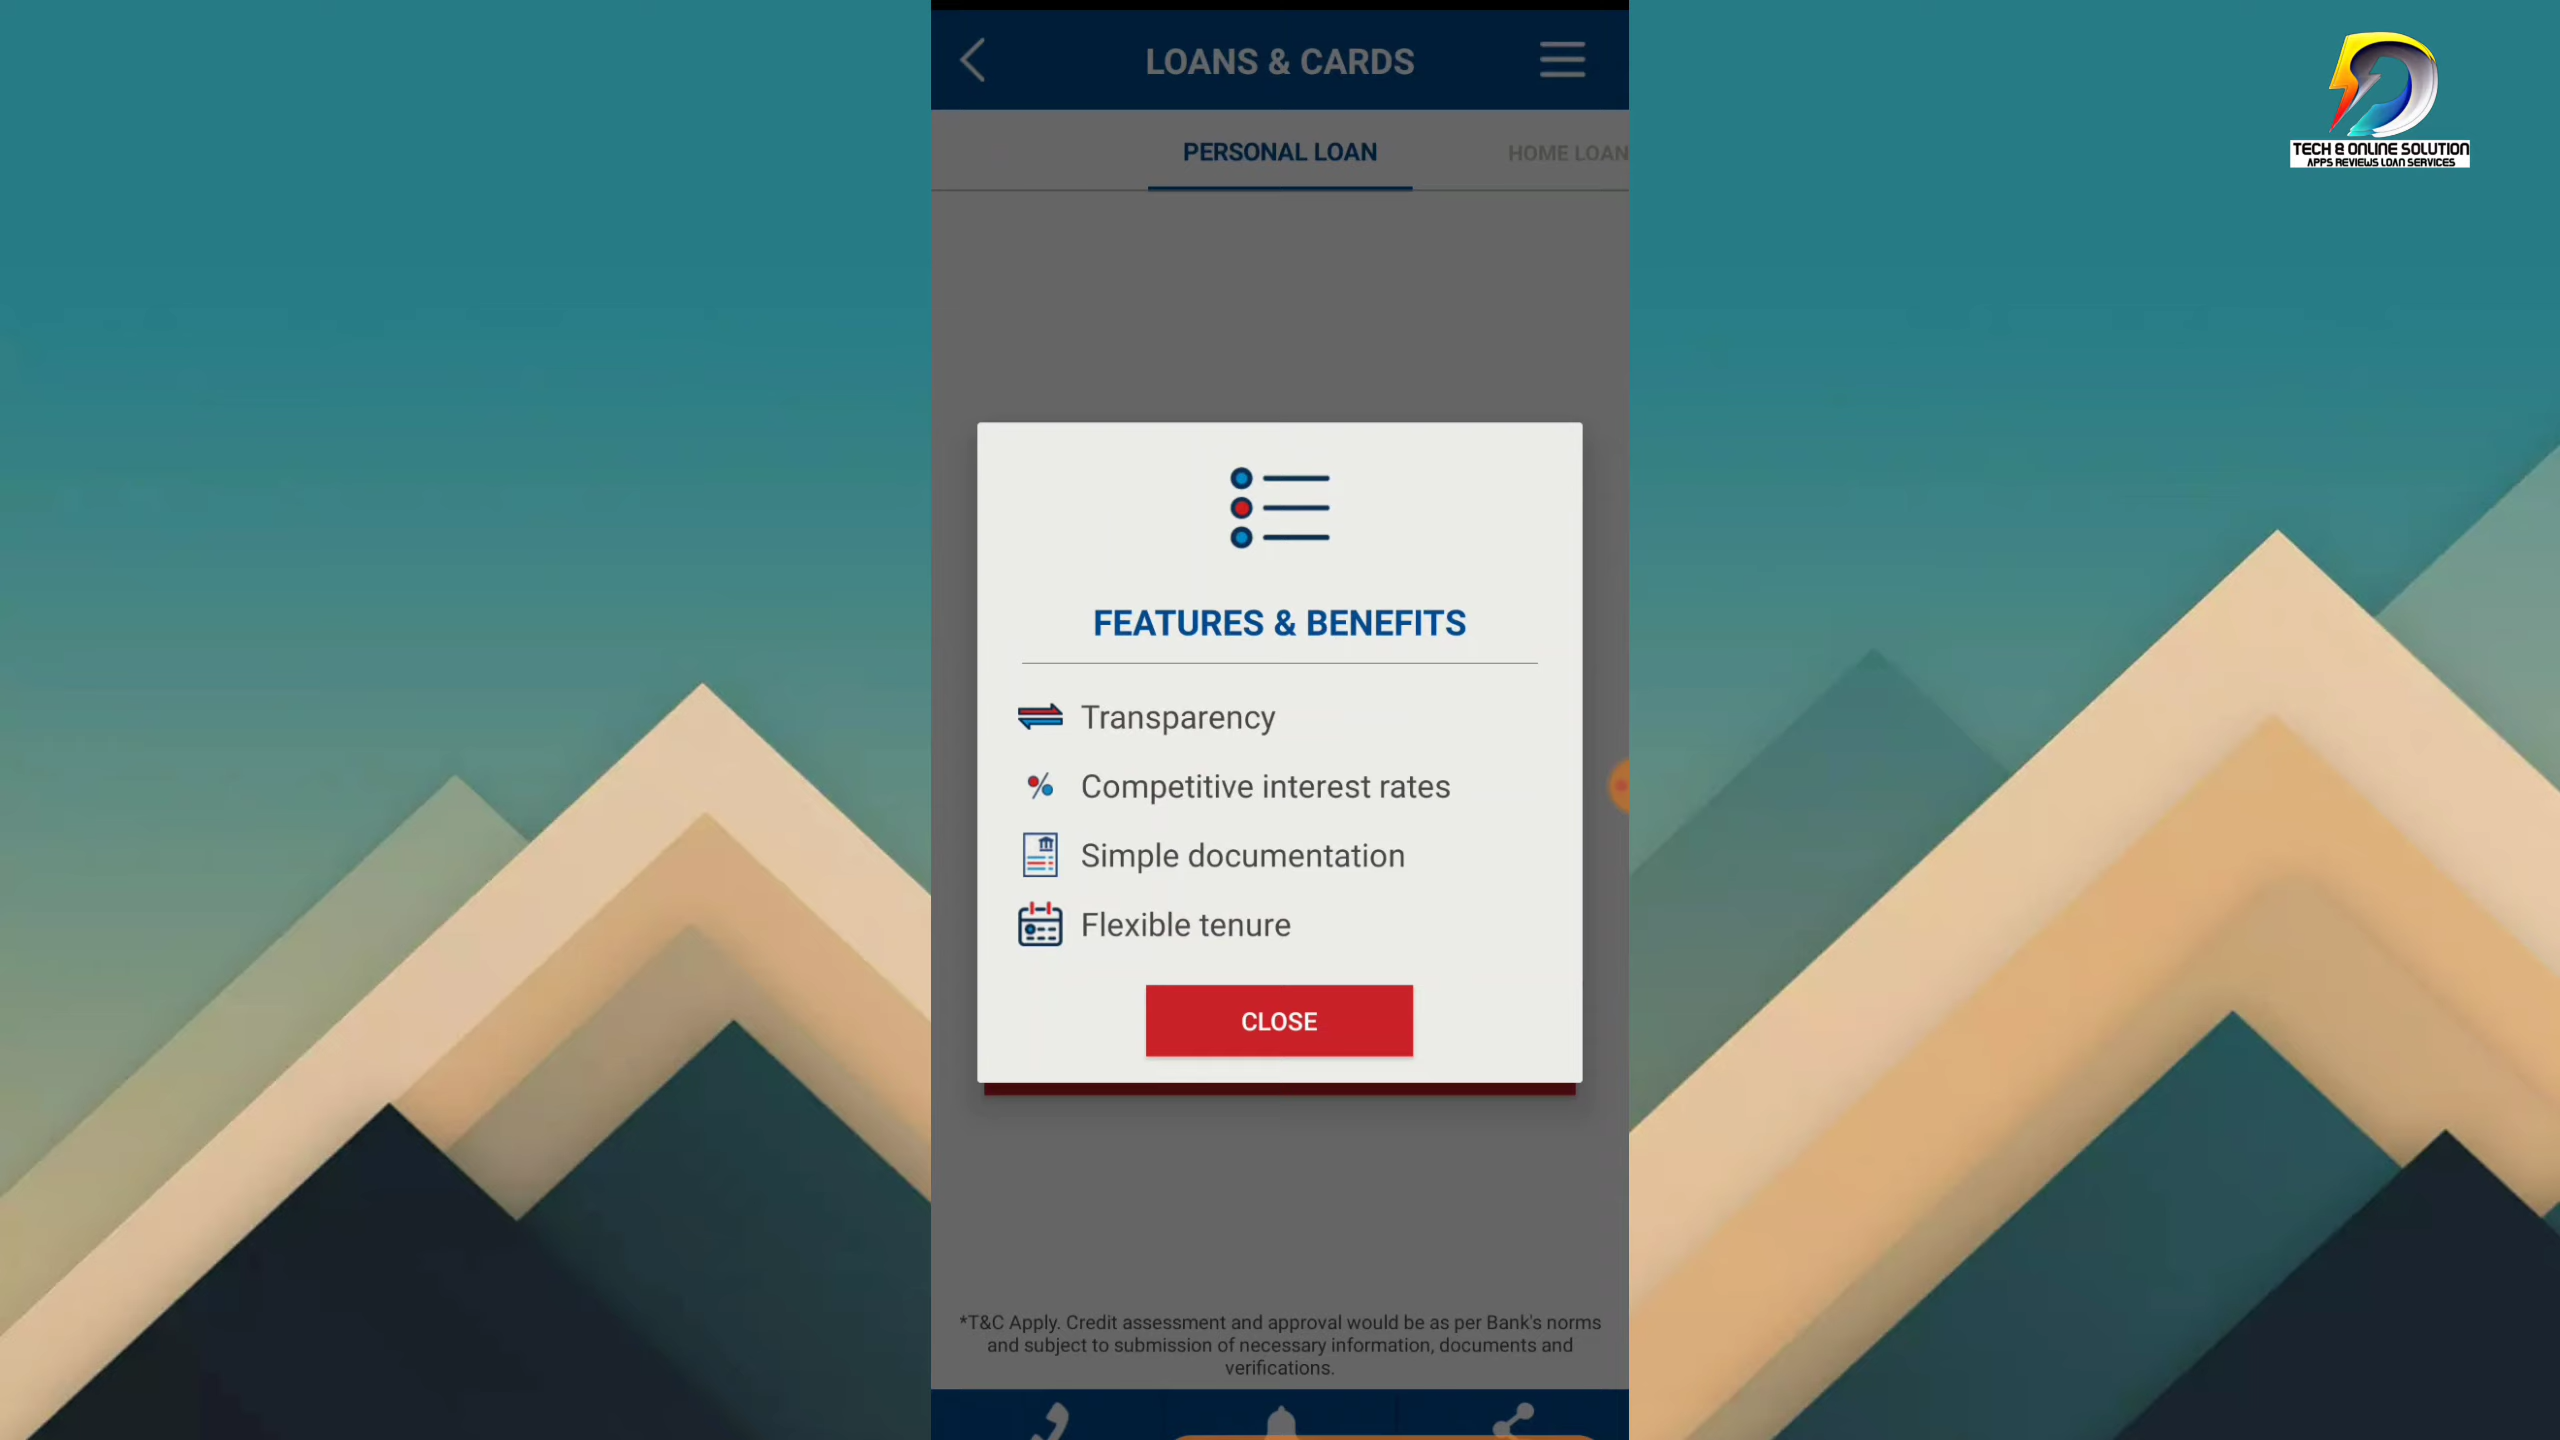 LOANS & CARDS
PERSONAL LOAN
HOME LOAN
FEATURES & BENEFITS
Transparency
Competitive interest rates
Simple documentation
Flexible tenure
CLOSE
*T&C Apply. Credit assessment and approval would be as per Bank's norms
and subject to submission of necessary information, documents and
verifications.
TECH & ONLINE SOLUTION
APPS REVIEWS LOAN SERVICES